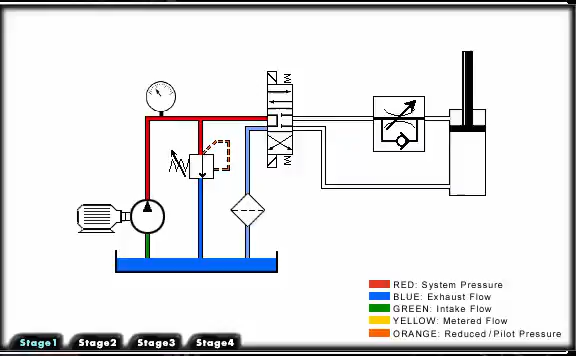 RED: System Pressure
BLUE: Exhaust Flow
GREEN: Intake Flow
YELLOW: Metered Flow
ORANGE: Reduced/Pilot Pressure
Stage1 Stage2 Stage3 Stage4